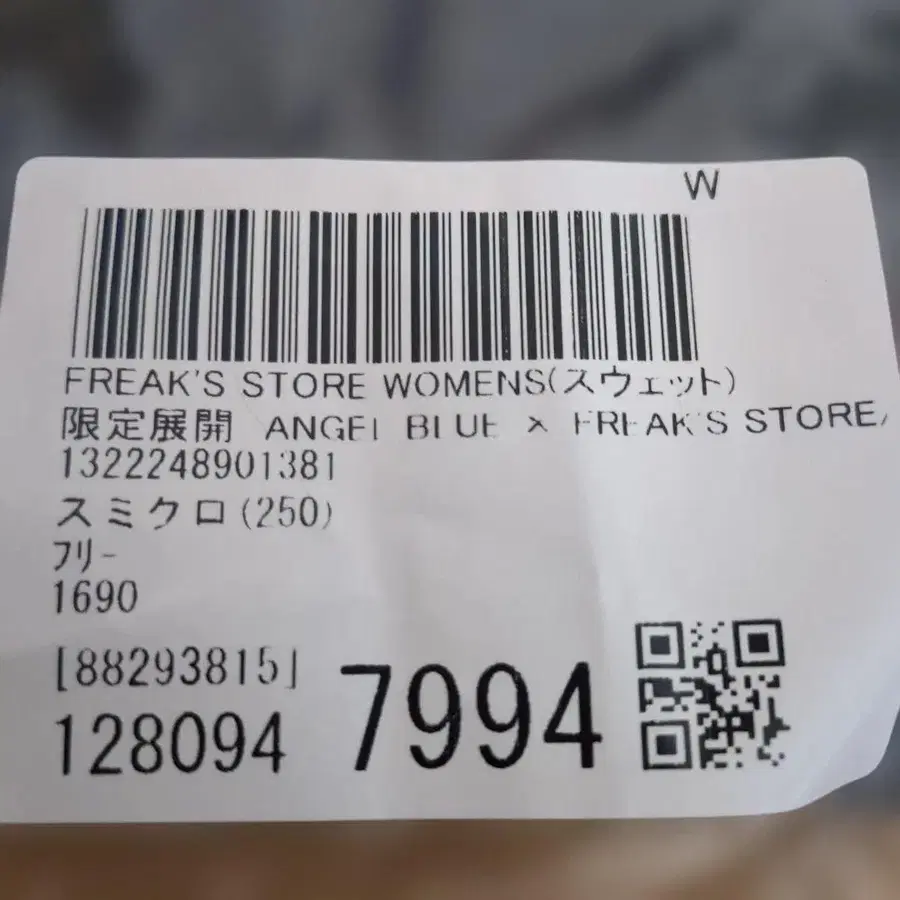 W
FREAK'S STORE WOMENS(スウェット)
限定展開 ANGEL BLUE × FREAK'S STORE/
1322248901381
スミクロ(250)
フリー
1690
[88293815]
128094 7994